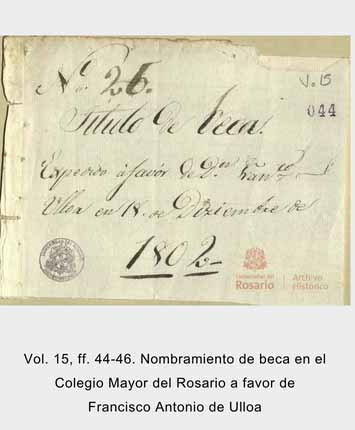 V. 15
044
N.º 26.
Título de beca.
Expedido á favór de D.n Fran.co
Ulloa en 18. de Diziembre de
1802
Universidad del
Rosario
Archivo
Histórico
Vol. 15, ff. 44-46. Nombramiento de beca en el
Colegio Mayor del Rosario a favor de
Francisco Antonio de Ulloa